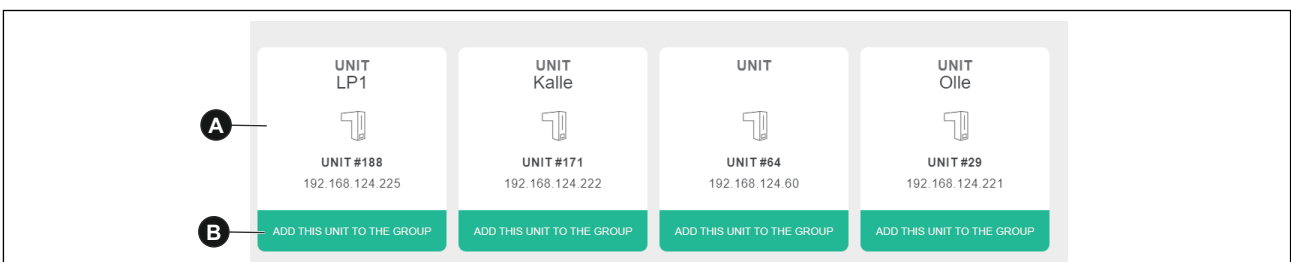 UNIT
LP1
UNIT #188
192.168.124.225
ADD THIS UNIT TO THE GROUP
UNIT
Kalle
UNIT #171
192.168.124.222
ADD THIS UNIT TO THE GROUP
UNIT
UNIT #64
192.168.124.60
ADD THIS UNIT TO THE GROUP
UNIT
Olle
UNIT #29
192.168.124.221
ADD THIS UNIT TO THE GROUP
A
B